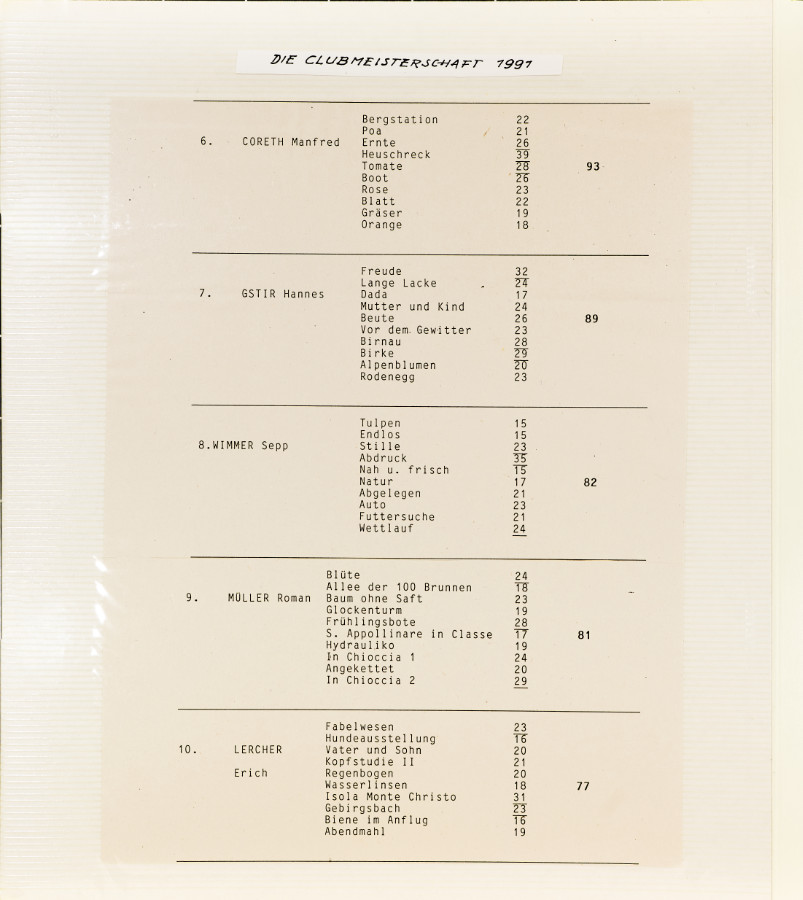 DIE CLUBMEISTERSCHAFT 1991
Bergstation 22
Poa 21
6. CORETH Manfred Ernte 26
Heuschreck 39
Tomate 28 93
Boot 26
Rose 23
Blatt 22
Gräser 19
Orange 18
Freude 32
Lange Lacke 24
7. GSTIR Hannes Dada 17
Mutter und Kind 24
Beute 26 89
Vor dem Gewitter 23
Birnau 28
Birke 29
Alpenblumen 20
Rodenegg 23
Tulpen 15
Endlos 15
8.WIMMER Sepp Stille 23
Abdruck 35
Nah u. frisch 15
Natur 17 82
Abgelegen 21
Auto 23
Futtersuche 21
Wettlauf 24
Blüte 24
Allee der 100 Brunnen 18
9. MÜLLER Roman Baum ohne Saft 23
Glockenturm 19
Frühlingsbote 28
S. Appollinare in Classe 17 81
Hydrauliko 19
In Chioccia 1 24
Angekettet 20
In Chioccia 2 29
Fabelwesen 23
Hundeausstellung 16
10. LERCHER Vater und Sohn 20
Kopfstudie II 21
Erich Regenbogen 20
Wasserlinsen 18 77
Isola Monte Christo 31
Gebirgsbach 23
Biene im Anflug 16
Abendmahl 19